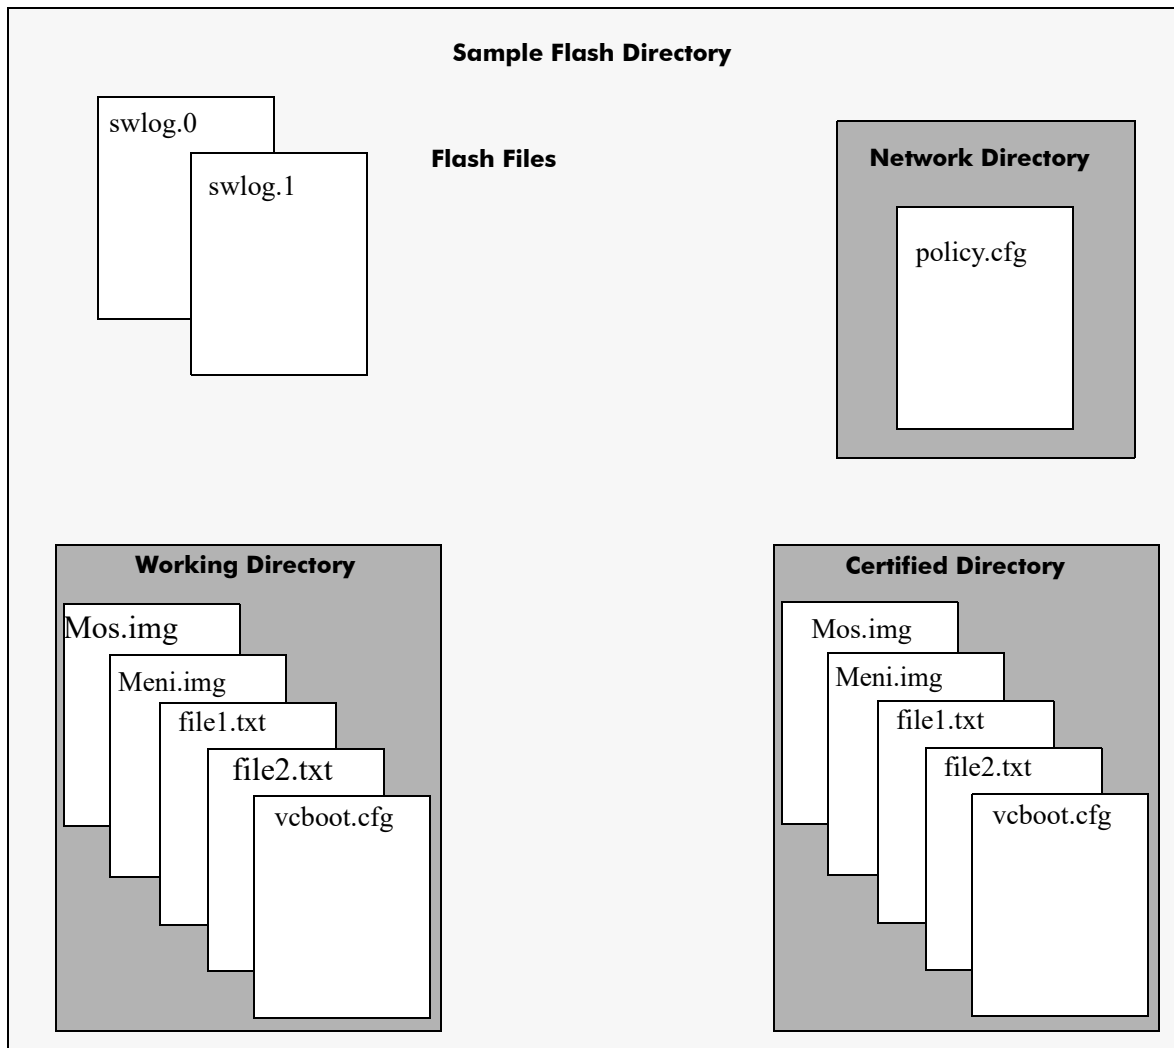 Sample Flash Directory
swlog.0
swlog.1
Flash Files
Network Directory
policy.cfg
Working Directory
Mos.img
Meni.img
file1.txt
file2.txt
vcboot.cfg
Certified Directory
Mos.img
Meni.img
file1.txt
file2.txt
vcboot.cfg